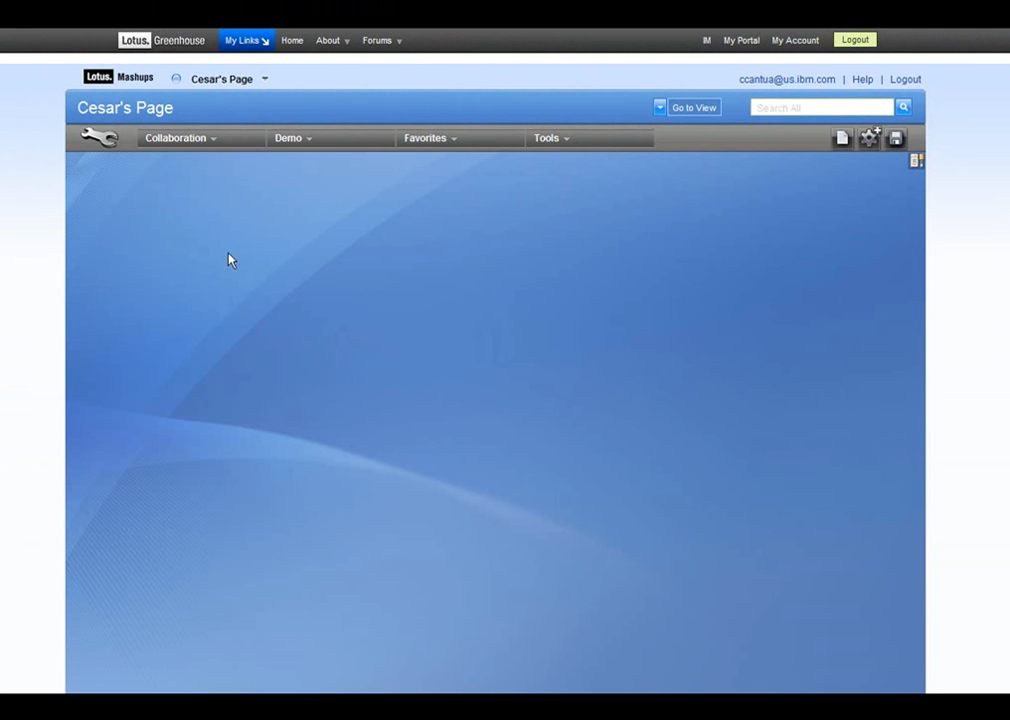 Lotus. Greenhouse My Links Home About Forums IM My Portal My Account Logout
Lotus. Mashups Cesar's Page ccantua@us.ibm.com | Help | Logout
Cesar's Page Go to View Search All
Collaboration Demo Favorites Tools